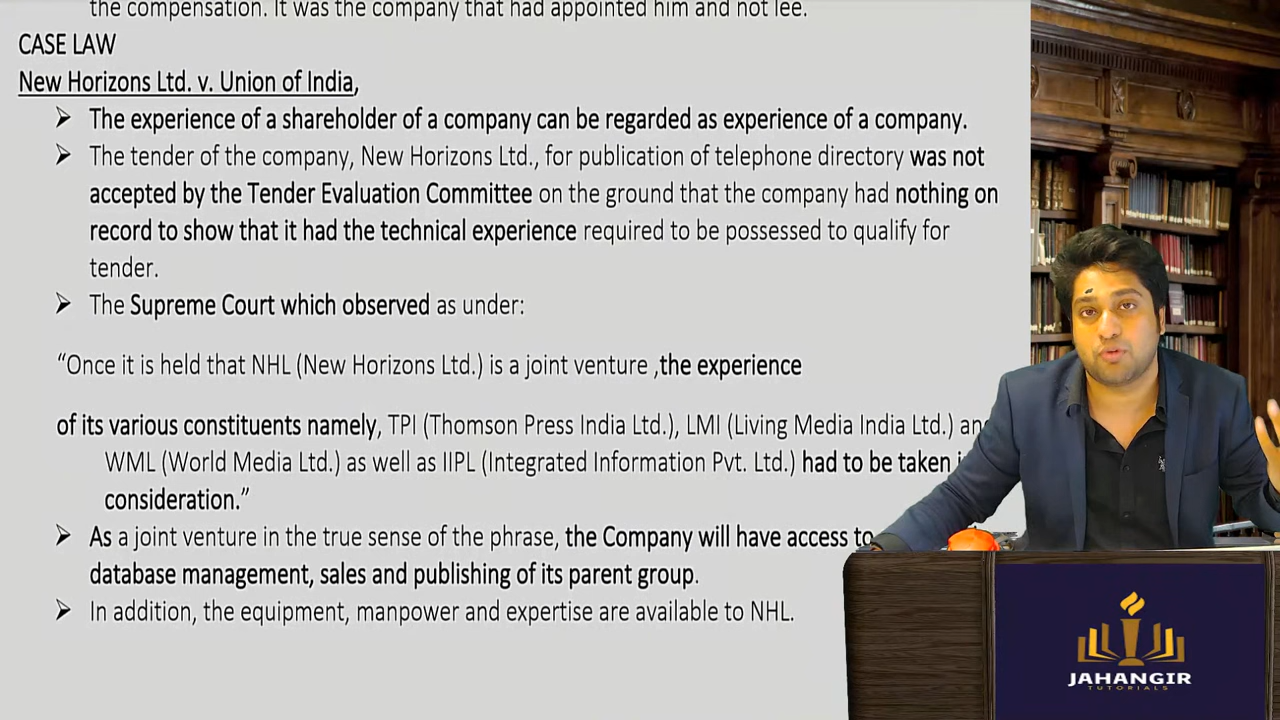 the compensation. It was the company that had appointed him and not lee.
CASE LAW
New Horizons Ltd. v. Union of India,
➢ The experience of a shareholder of a company can be regarded as experience of a company.
➢ The tender of the company, New Horizons Ltd., for publication of telephone directory was not
accepted by the Tender Evaluation Committee on the ground that the company had nothing on
record to show that it had the technical experience required to be possessed to qualify for
tender.
➢ The Supreme Court which observed as under:
“Once it is held that NHL (New Horizons Ltd.) is a joint venture ,the experience
of its various constituents namely, TPI (Thomson Press India Ltd.), LMI (Living Media India Ltd.)
WML (World Media Ltd.) as well as IIPL (Integrated Information Pvt. Ltd.) had to be taken
consideration.”
➢ As a joint venture in the true sense of the phrase, the Company will have access to
database management, sales and publishing of its parent group.
➢ In addition, the equipment, manpower and expertise are available to NHL.
JAHANGIR
TUTORIALS